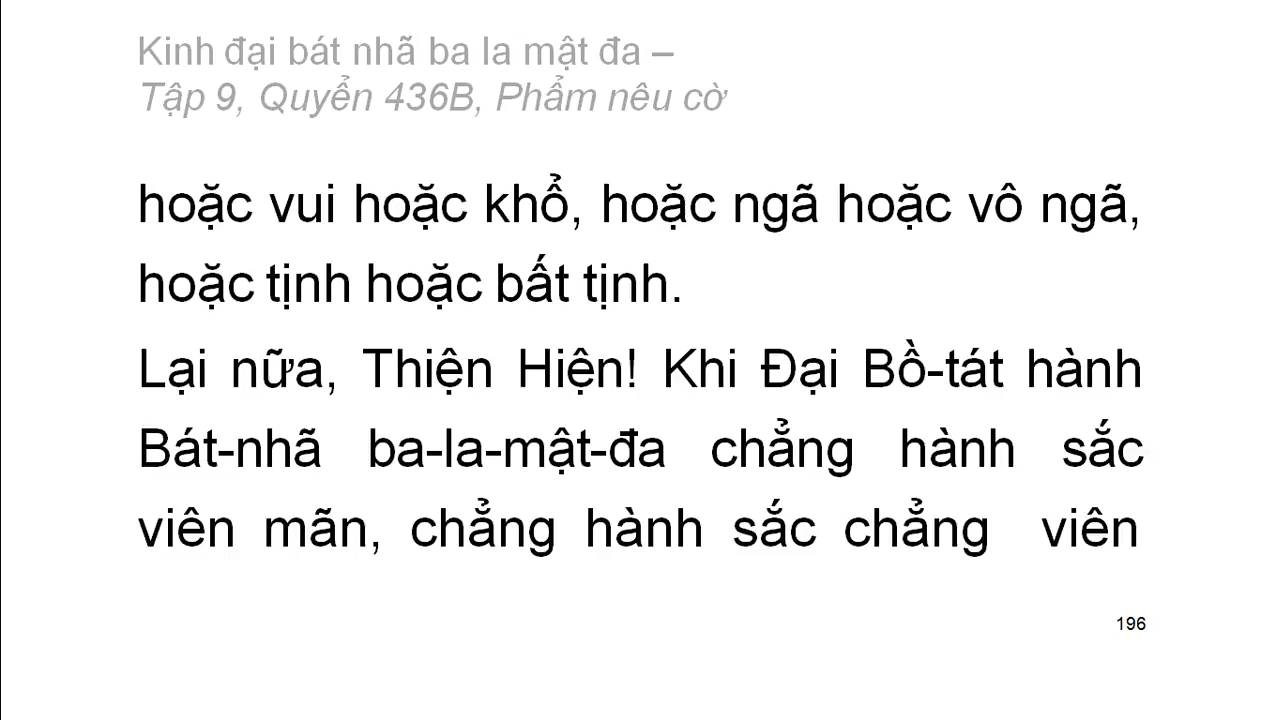 Kinh đại bát nhã ba la mật đa –
Tập 9, Quyển 436B, Phẩm nêu cờ
hoặc vui hoặc khổ, hoặc ngã hoặc vô ngã,
hoặc tịnh hoặc bất tịnh.
Lại nữa, Thiện Hiện! Khi Đại Bồ-tát hành
Bát-nhã ba-la-mật-đa chẳng hành sắc
viên mãn, chẳng hành sắc chẳng viên
196